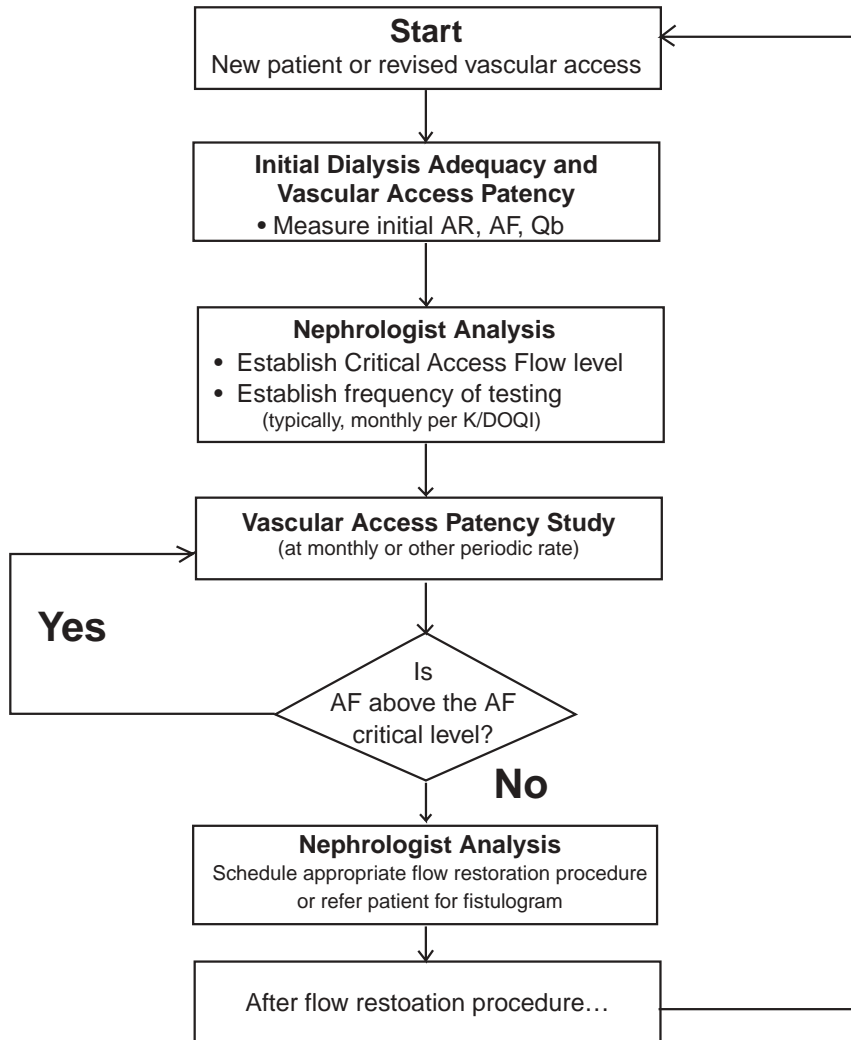 Start
New patient or revised vascular access
Initial Dialysis Adequacy and
Vascular Access Patency
• Measure initial AR, AF, Qb
Nephrologist Analysis
• Establish Critical Access Flow level
• Establish frequency of testing
(typically, monthly per K/DOQI)
Vascular Access Patency Study
(at monthly or other periodic rate)
Yes
Is
AF above the AF
critical level?
No
Nephrologist Analysis
Schedule appropriate flow restoration procedure
or refer patient for fistulogram
After flow restoation procedure…